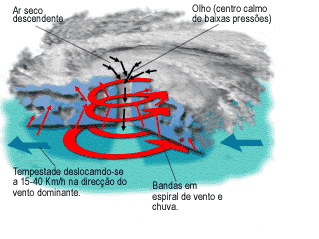 Ar seco
descendente
Olho (centro calmo
de baixas pressões)
Tempestade deslocamdo-se
a 15-40 Km/h na direcção do
vento dominante.
Bandas em
espiral de vento e
chuva.